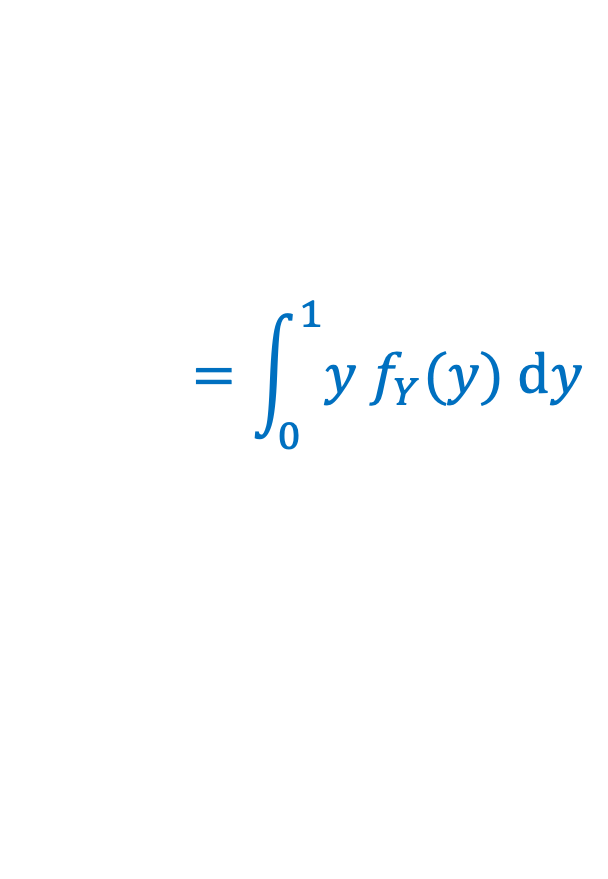 = ∫₀¹ y f_Y(y) dy